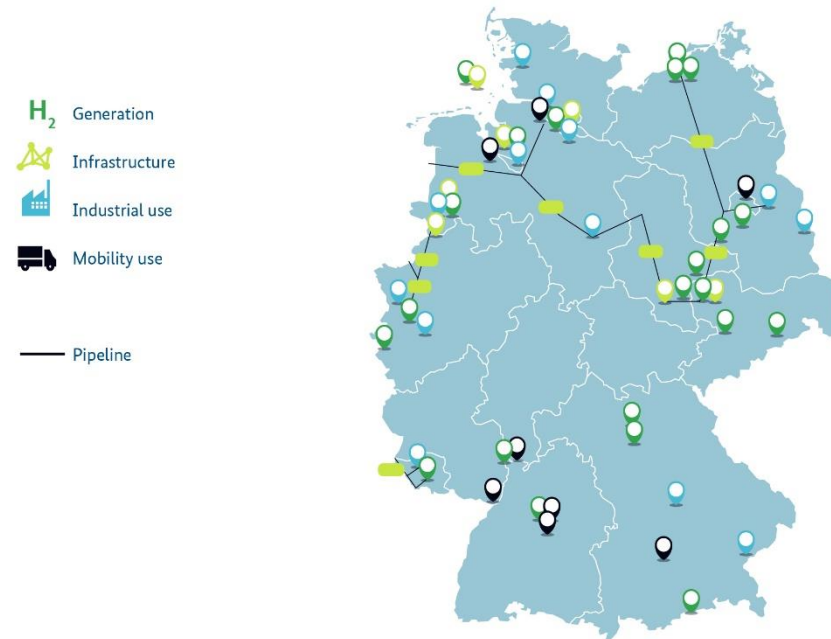 H₂ Generation
Infrastructure
Industrial use
Mobility use
Pipeline